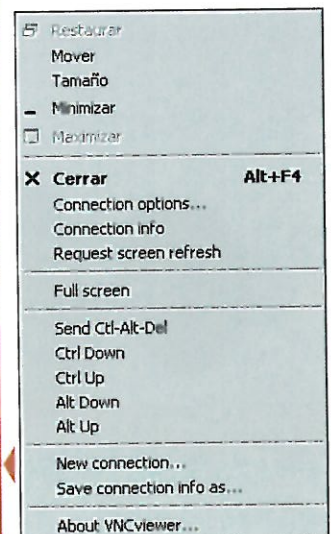 Restaurar
Mover
Tamaño
Minimizar
Maximizar
Cerrar Alt+F4
Connection options...
Connection info
Request screen refresh
Full screen
Send Ctl-Alt-Del
Ctrl Down
Ctrl Up
Alt Down
Alt Up
New connection...
Save connection info as...
About VNCviewer...